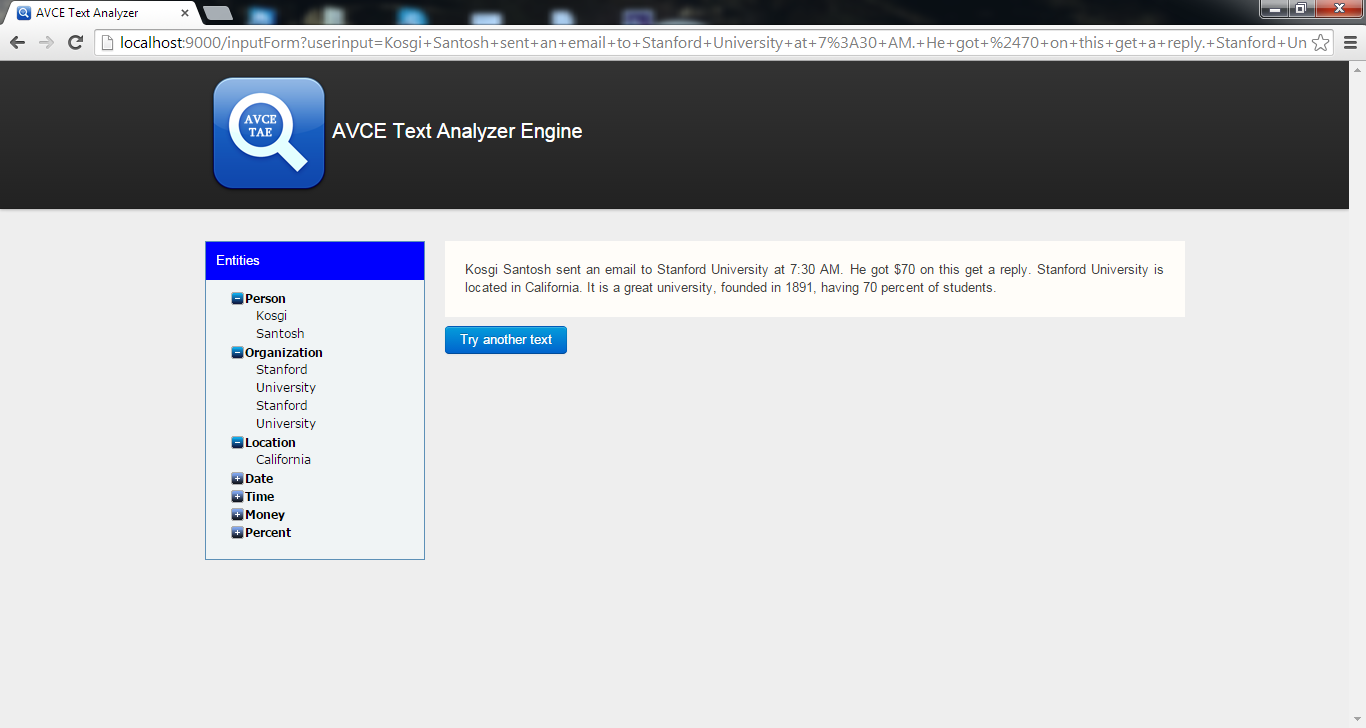 AVCE Text Analyzer
localhost:9000/inputForm?userinput=Kosgi+Santosh+sent+an+email+to+Stanford+University+at+7%3A30+AM.+He+got+%2470+on+this+get+a+reply.+Stanford+Un
AVCE
TAE
AVCE Text Analyzer Engine
Entities
Person
Kosgi
Santosh
Organization
Stanford
University
Stanford
University
Location
California
Date
Time
Money
Percent
Kosgi Santosh sent an email to Stanford University at 7:30 AM. He got $70 on this get a reply. Stanford University is
located in California. It is a great university, founded in 1891, having 70 percent of students.
Try another text